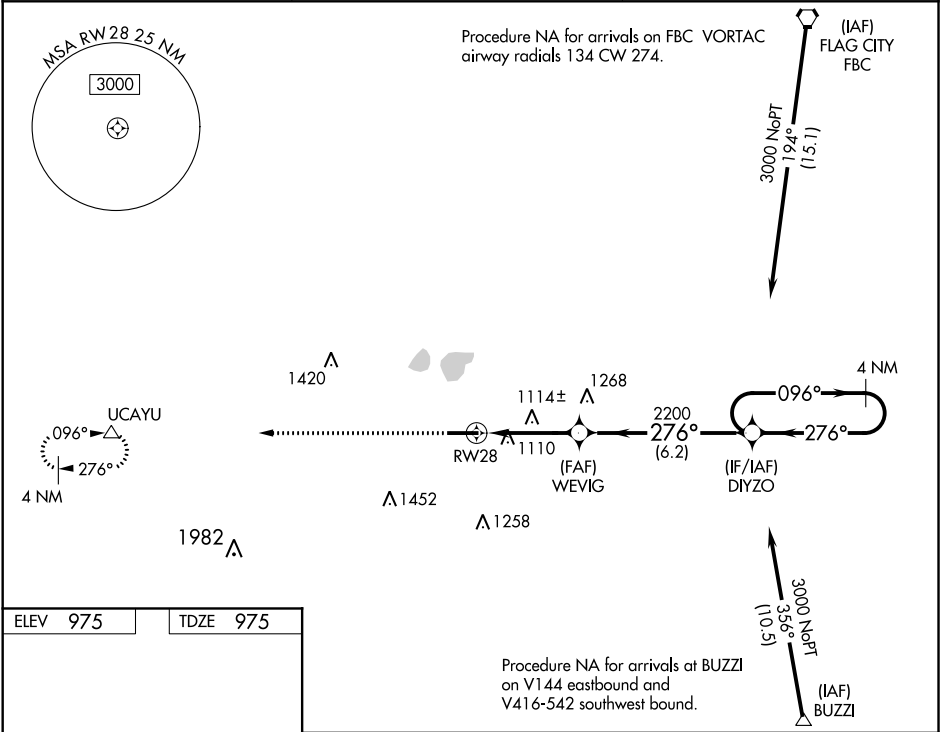 MSA RW 28 25 NM
3000
Procedure NA for arrivals on FBC VORTAC
airway radials 134 CW 274.
(IAF)
FLAG CITY
FBC
3000 NoPT
194°
(15.1)
1420
1114±
1268
4 NM
096°
UCAYU
096°
276°
4 NM
2200
276°
(6.2)
276°
RW28
1110
(FAF)
WEVIG
(IF/IAF)
DIYZO
1452
1258
1982
3000 NoPT
356°
(10.5)
ELEV 975
TDZE 975
Procedure NA for arrivals at BUZZI
on V144 eastbound and
V416-542 southwest bound.
(IAF)
BUZZI